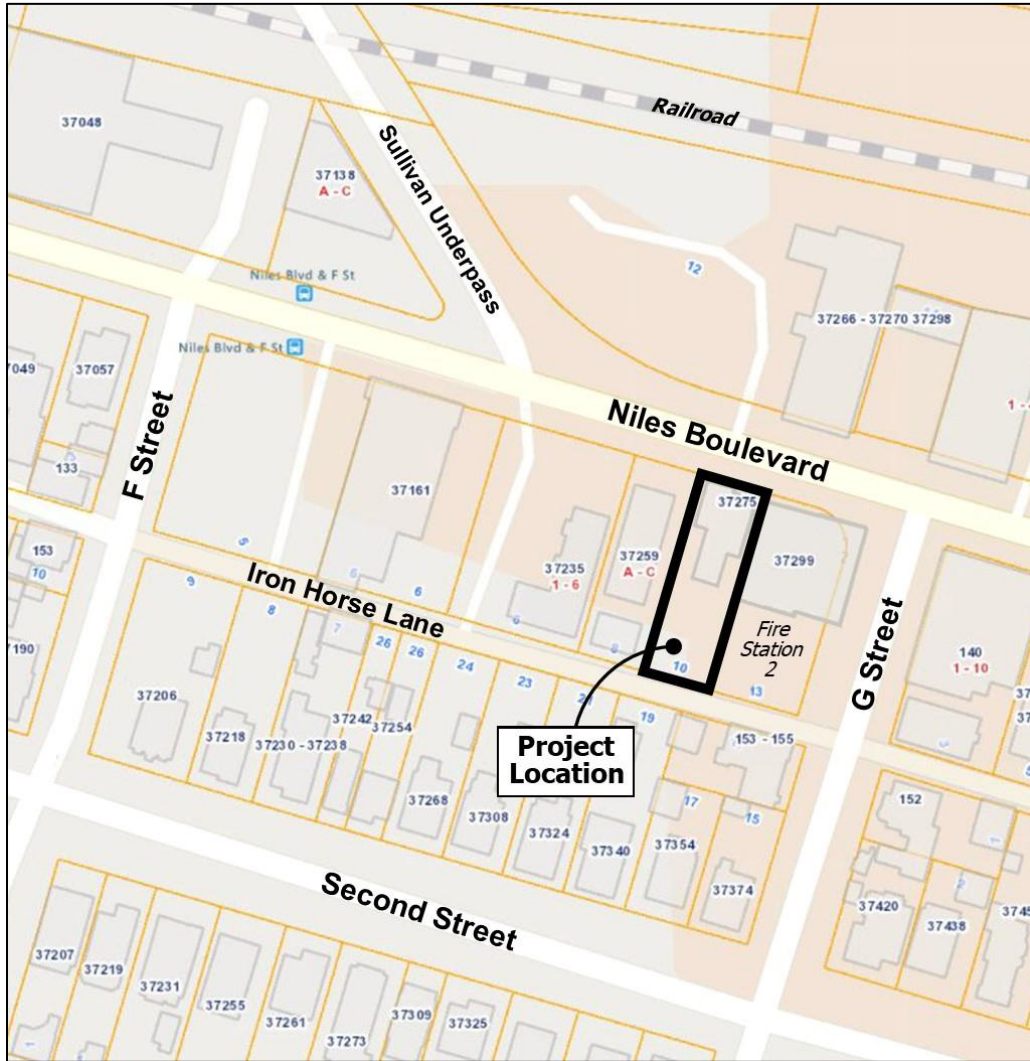 Railroad
37048
Sullivan Underpass
37138
A - C
12
Niles Blvd & F St
37266 - 37270 37298
Niles Blvd & F St
37057
Niles Boulevard
F Street
133
37161
37275
37259
A - C
37299
37235
1 - 6
153
10
9
8
7
6
6
6
Iron Horse Lane
Fire
Station
2
G Street
140
1 - 10
26
26
24
23
19
10
13
37206
37218
37230 - 37238
37242
37254
Project
Location
153 - 155
37268
37308
37324
37340
37354
17
15
37374
152
37420
37438
Second Street
37207
37219
37231
37255
37261
37273
37309
37325